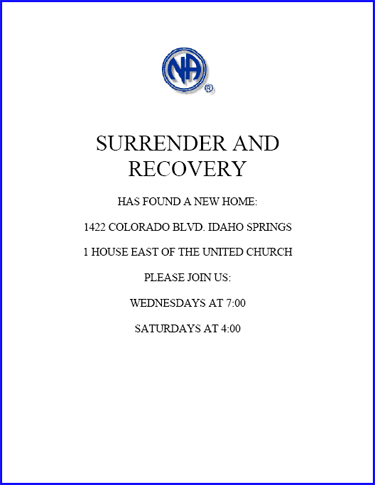 NA
®
SURRENDER AND
RECOVERY
HAS FOUND A NEW HOME:
1422 COLORADO BLVD. IDAHO SPRINGS
1 HOUSE EAST OF THE UNITED CHURCH
PLEASE JOIN US:
WEDNESDAYS AT 7:00
SATURDAYS AT 4:00